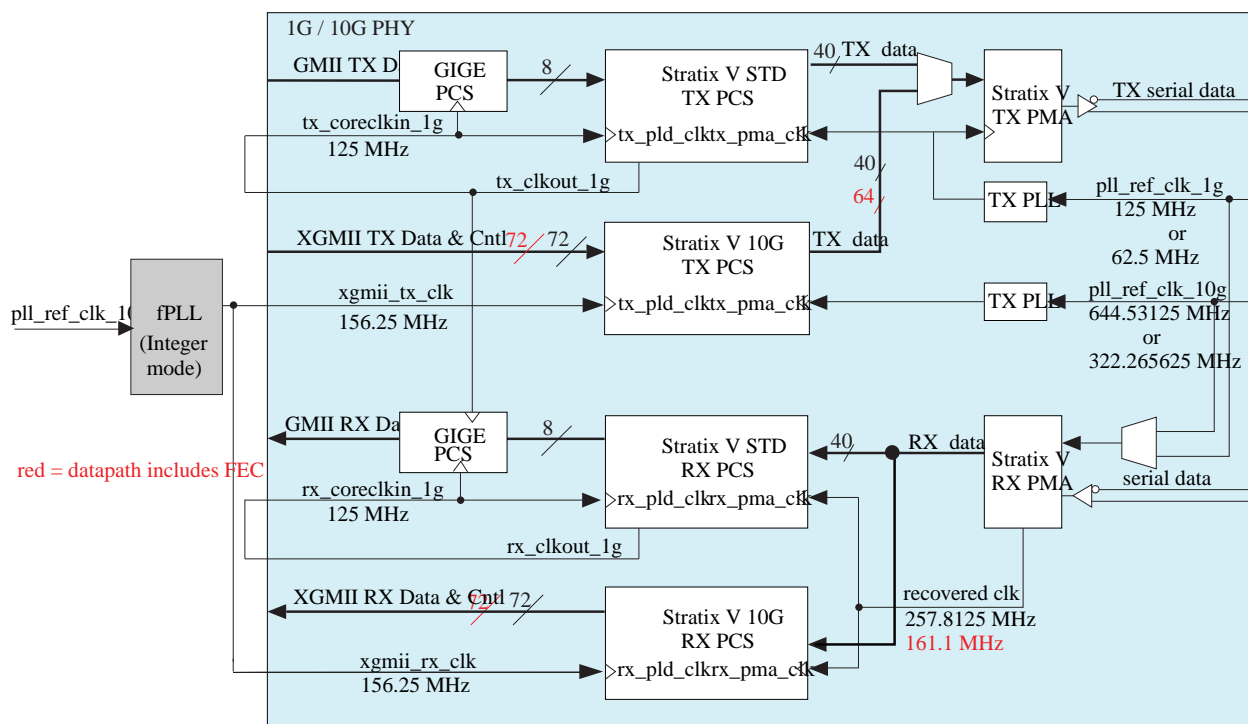 1G / 10G PHY
GMII TX D
GIGE
PCS
8
Stratix V STD
TX PCS
40
TX data
Stratix V
TX PMA
TX serial data
tx_coreclkin_1g
125 MHz
tx_pld_clk
tx_pma_clk
tx_clkout_1g
40
64
TX PLL
pll_ref_clk_1g
125 MHz
or
62.5 MHz
XGMII TX Data & Cntl
72
72
Stratix V 10G
TX PCS
TX data
xgmii_tx_clk
156.25 MHz
tx_pld_clk
tx_pma_clk
TX PLL
pll_ref_clk_10g
644.53125 MHz
or
322.265625 MHz
pll_ref_clk_1
fPLL
(Integer
mode)
GMII RX Da
GIGE
PCS
8
Stratix V STD
RX PCS
40
RX data
Stratix V
RX PMA
serial data
red = datapath includes FEC
rx_coreclkin_1g
125 MHz
rx_pld_clk
rx_pma_clk
rx_clkout_1g
XGMII RX Data & Cntl
72
72
Stratix V 10G
RX PCS
recovered clk
257.8125 MHz
161.1 MHz
xgmii_rx_clk
156.25 MHz
rx_pld_clk
rx_pma_clk